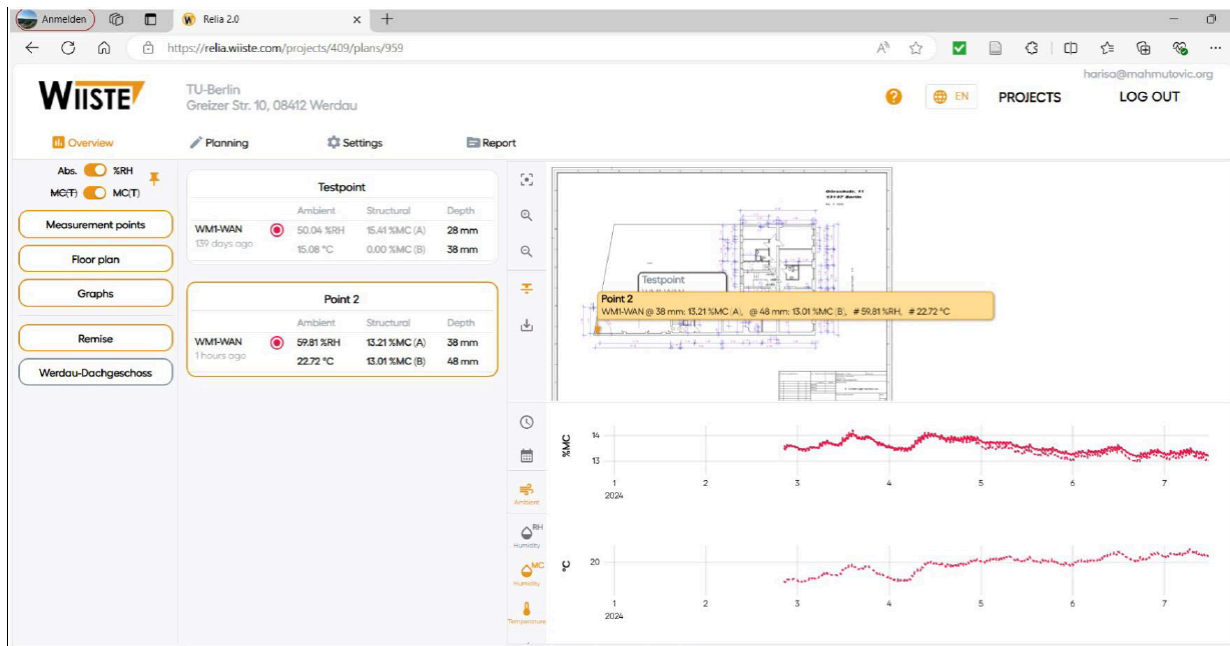 Anmelden
Relia 2.0
https://relia.wiiste.com/projects/409/plans/959
WIISTE
TU-Berlin
Greizer Str. 10, 08412 Werdau
harisa@mahmutovic.org
EN
PROJECTS
LOG OUT
Overview
Planning
Settings
Report
Abs. %RH
MC(T) MC(T)
Measurement points
Floor plan
Graphs
Remise
Werdau-Dachgeschoss
Testpoint
Ambient Structural Depth
WM1-WAN 50.04 %RH 15.41 %MC (A) 28 mm
139 days ago 15.08 °C 0.00 %MC (B) 38 mm
Point 2
Ambient Structural Depth
WM1-WAN 59.81 %RH 13.21 %MC (A) 38 mm
1 hours ago 22.72 °C 13.01 %MC (B) 48 mm
13187 Berlin
Testpoint
Point 2
WM1-WAN @ 38 mm: 13.21 %MC (A), @ 48 mm: 13.01 %MC (B), # 59.81 %RH, # 22.72 °C
Ambient
RH
Humidity
MC
Humidity
Temperature
%MC
14
13
1 2 3 4 5 6 7
2024
°C
20
1 2 3 4 5 6 7
2024